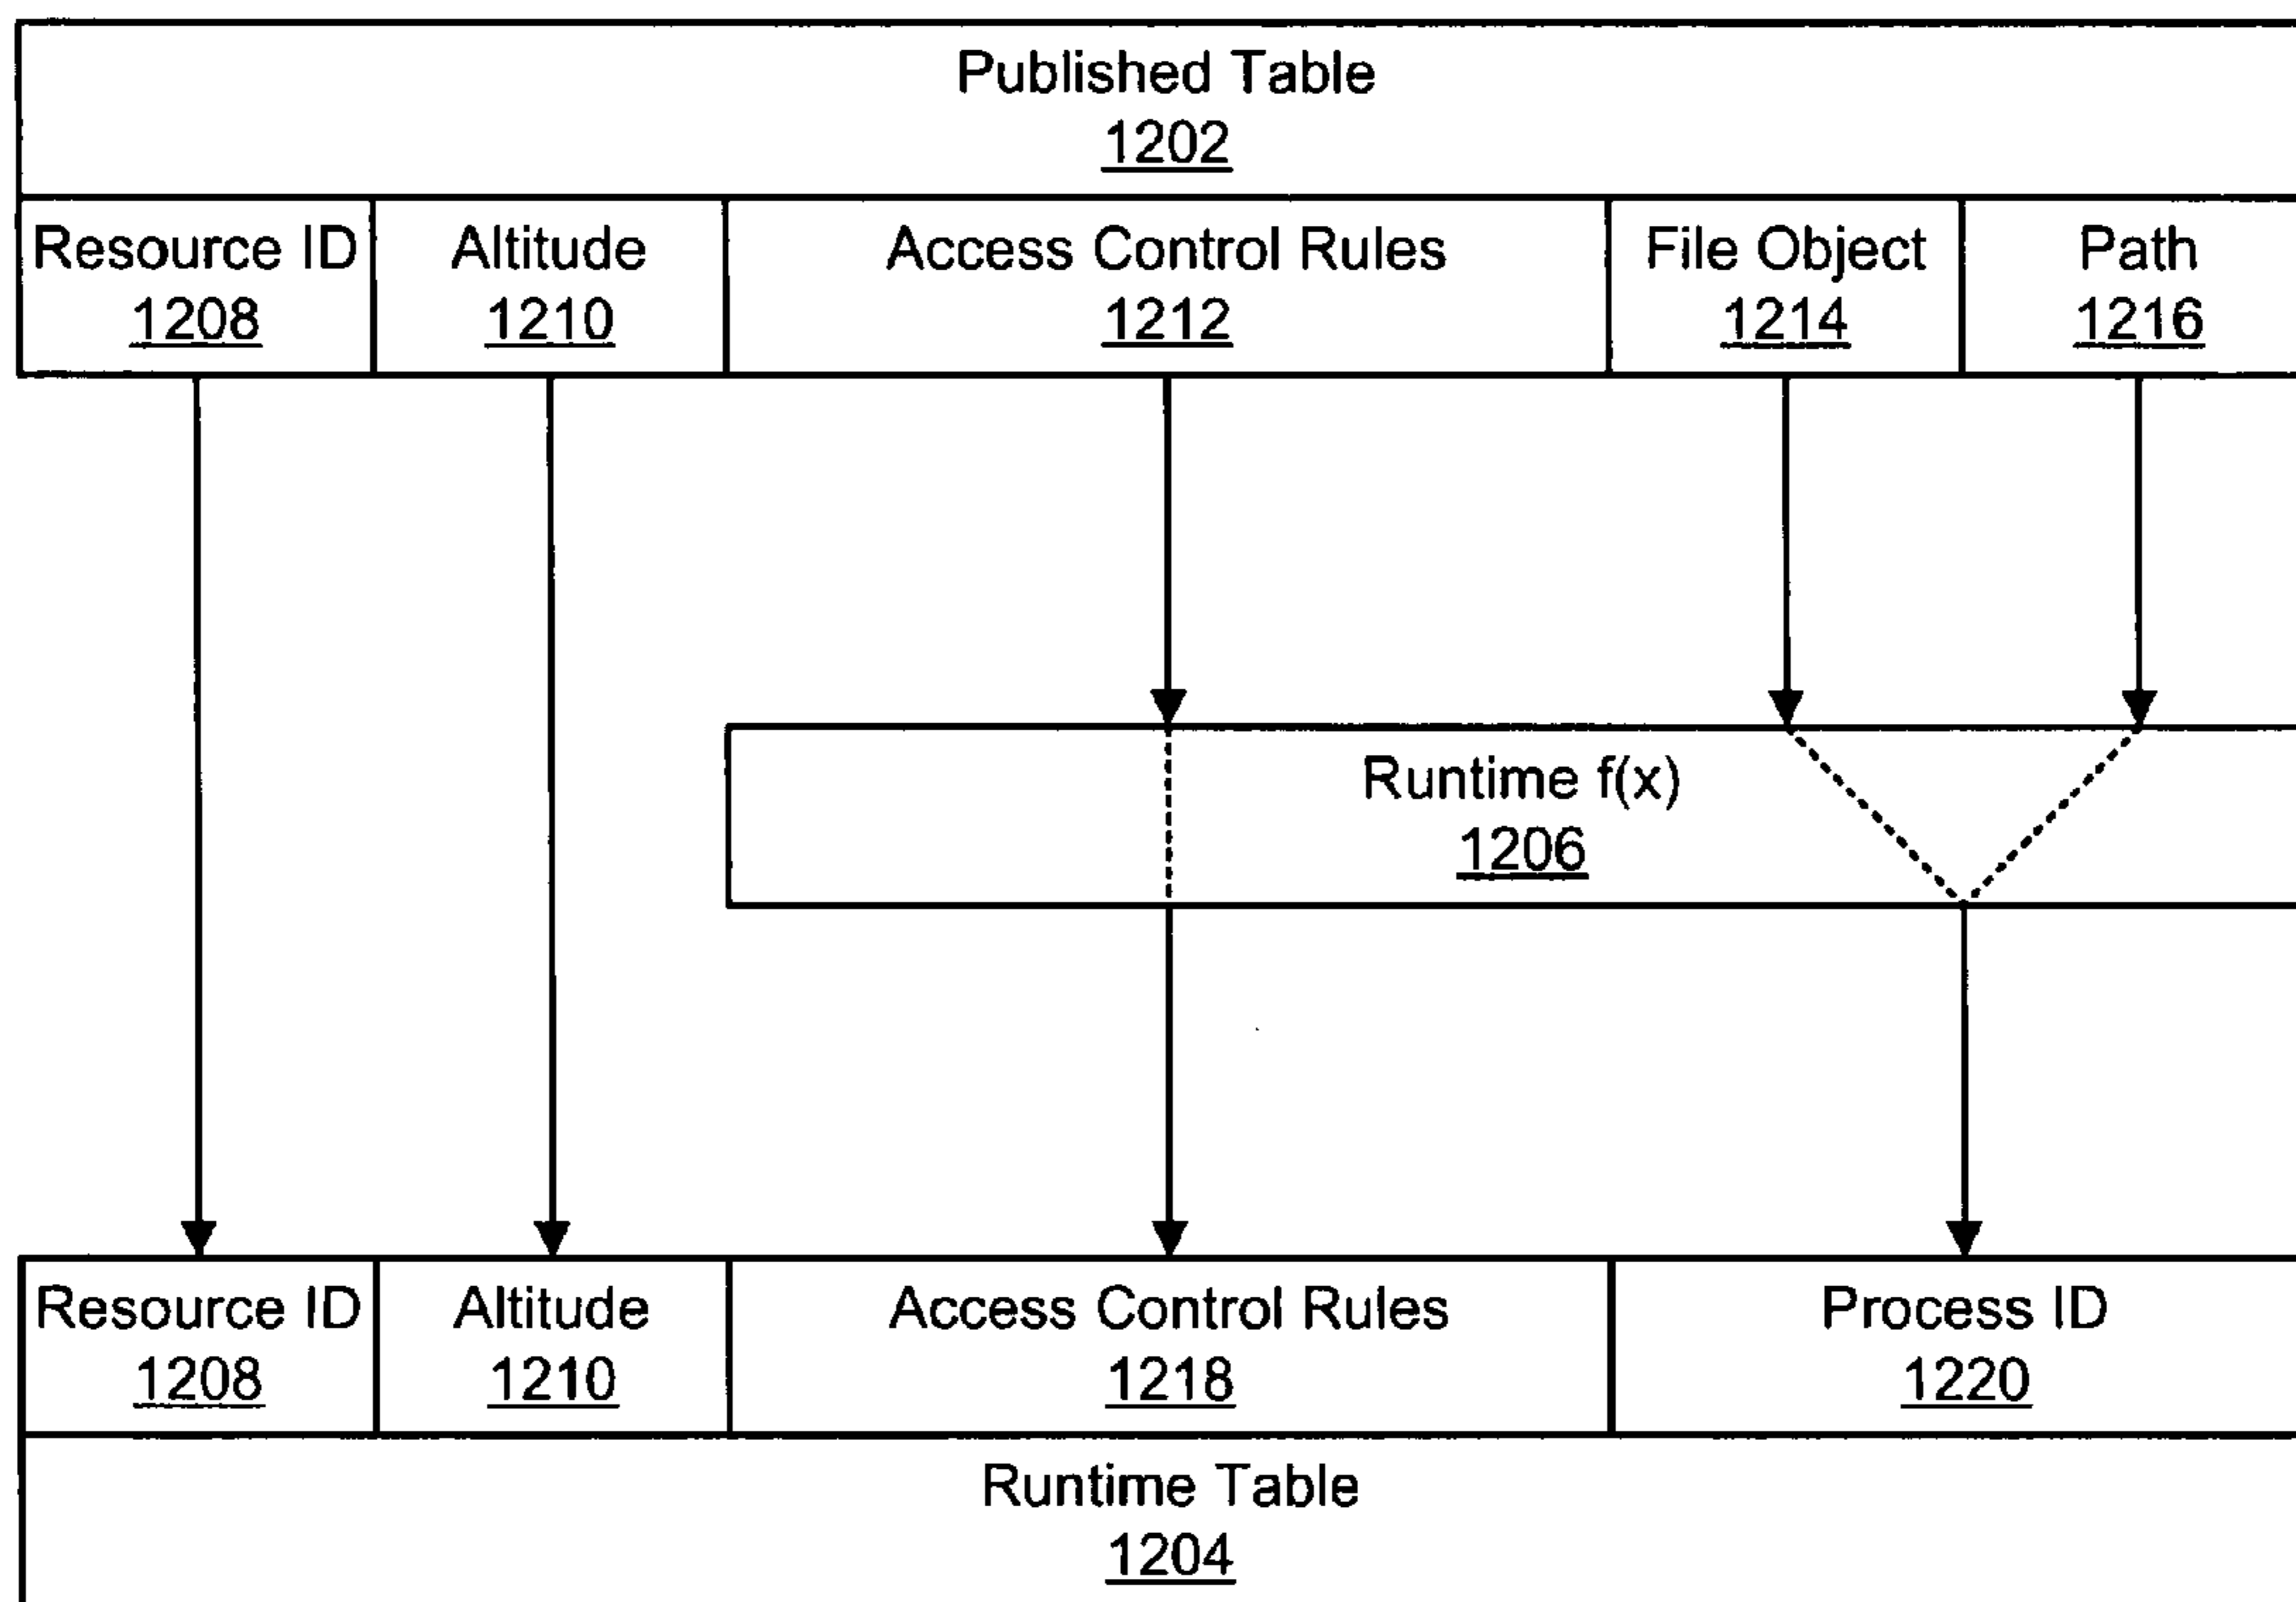 Published Table
1202
Resource ID Altitude Access Control Rules File Object Path
1208 1210 1212 1214 1216
Runtime f(x)
1206
Resource ID Altitude Access Control Rules Process ID
1208 1210 1218 1220
Runtime Table
1204